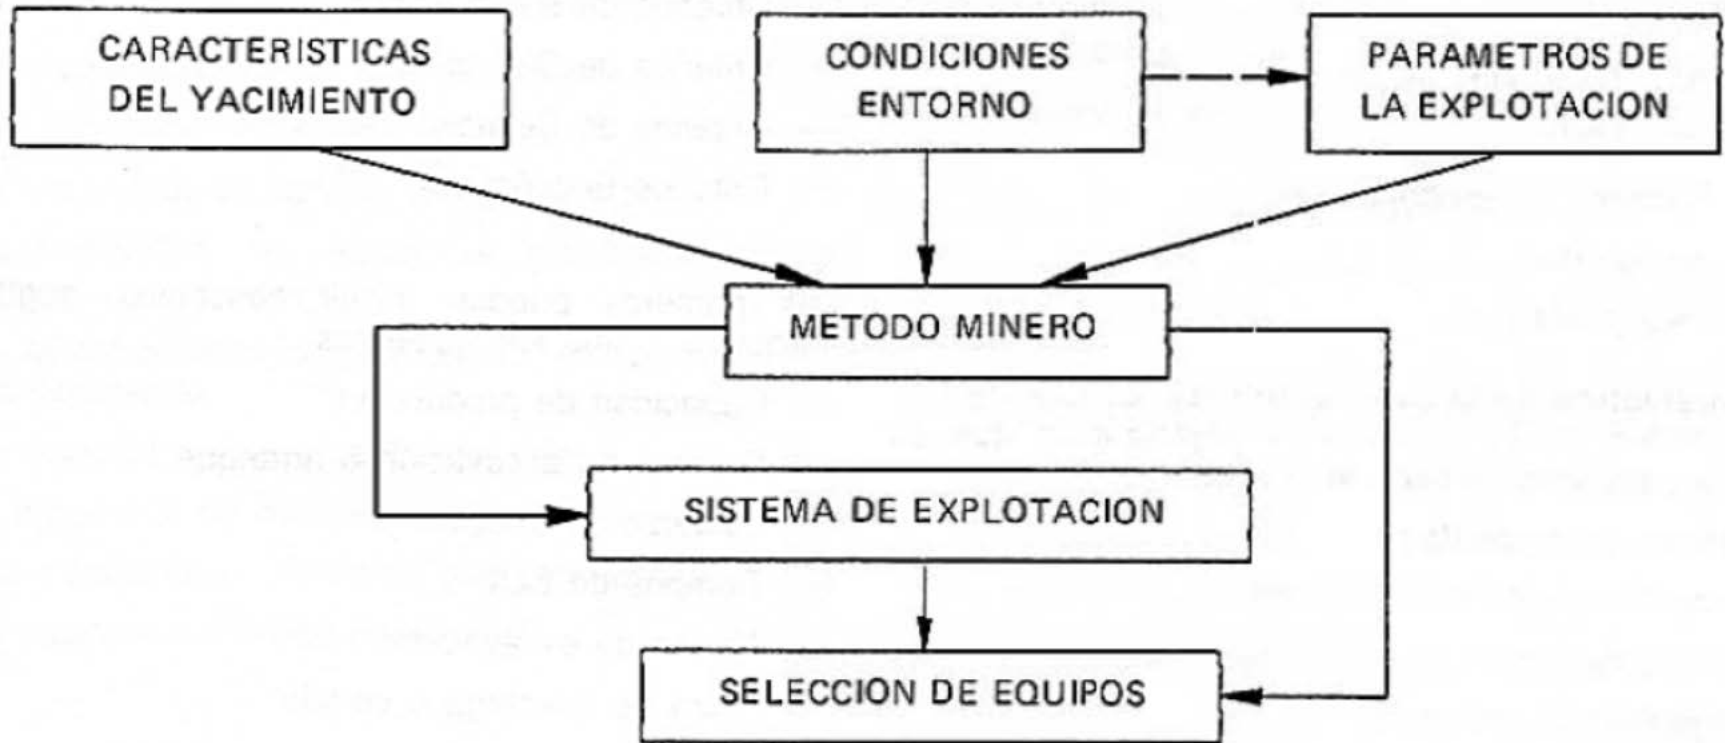 CARACTERISTICAS
DEL YACIMIENTO
CONDICIONES
ENTORNO
PARAMETROS DE
LA EXPLOTACION
METODO MINERO
SISTEMA DE EXPLOTACION
SELECCION DE EQUIPOS